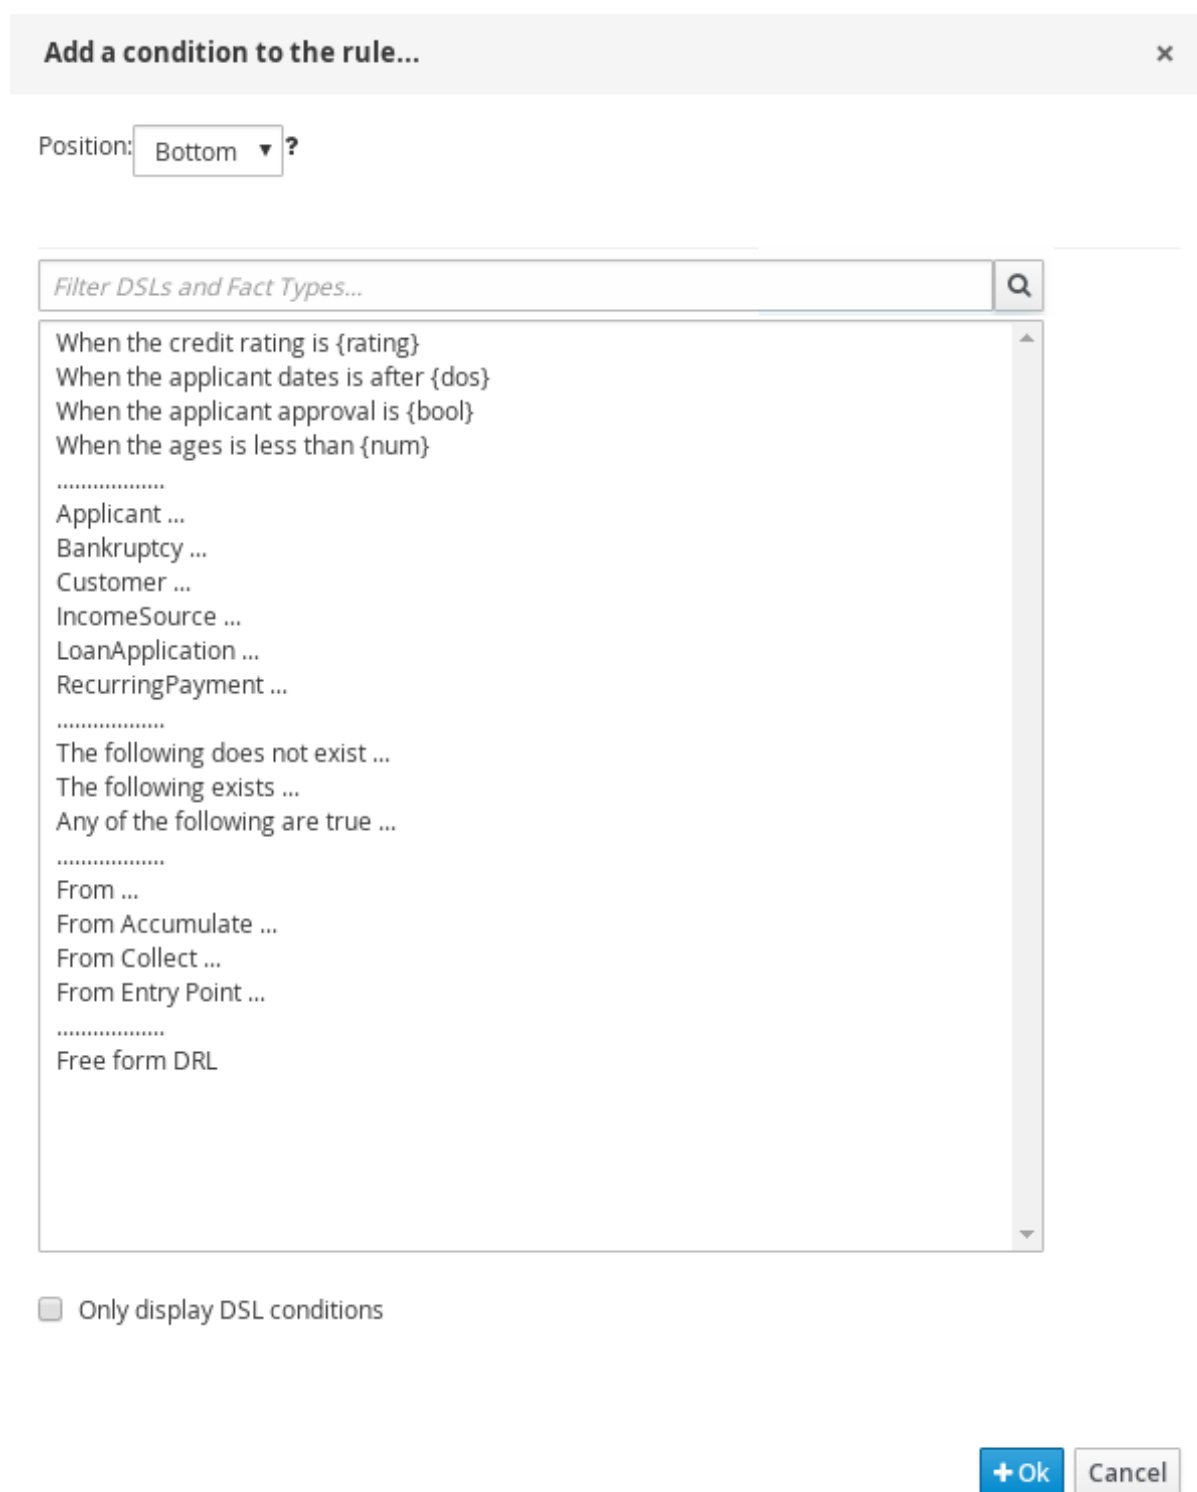 Add a condition to the rule...
×
Position: Bottom ▼ ?
Filter DSLs and Fact Types...
When the credit rating is {rating}
When the applicant dates is after {dos}
When the applicant approval is {bool}
When the ages is less than {num}
..................
Applicant ...
Bankruptcy ...
Customer ...
IncomeSource ...
LoanApplication ...
RecurringPayment ...
..................
The following does not exist ...
The following exists ...
Any of the following are true ...
..................
From ...
From Accumulate ...
From Collect ...
From Entry Point ...
..................
Free form DRL
Only display DSL conditions
+ Ok Cancel